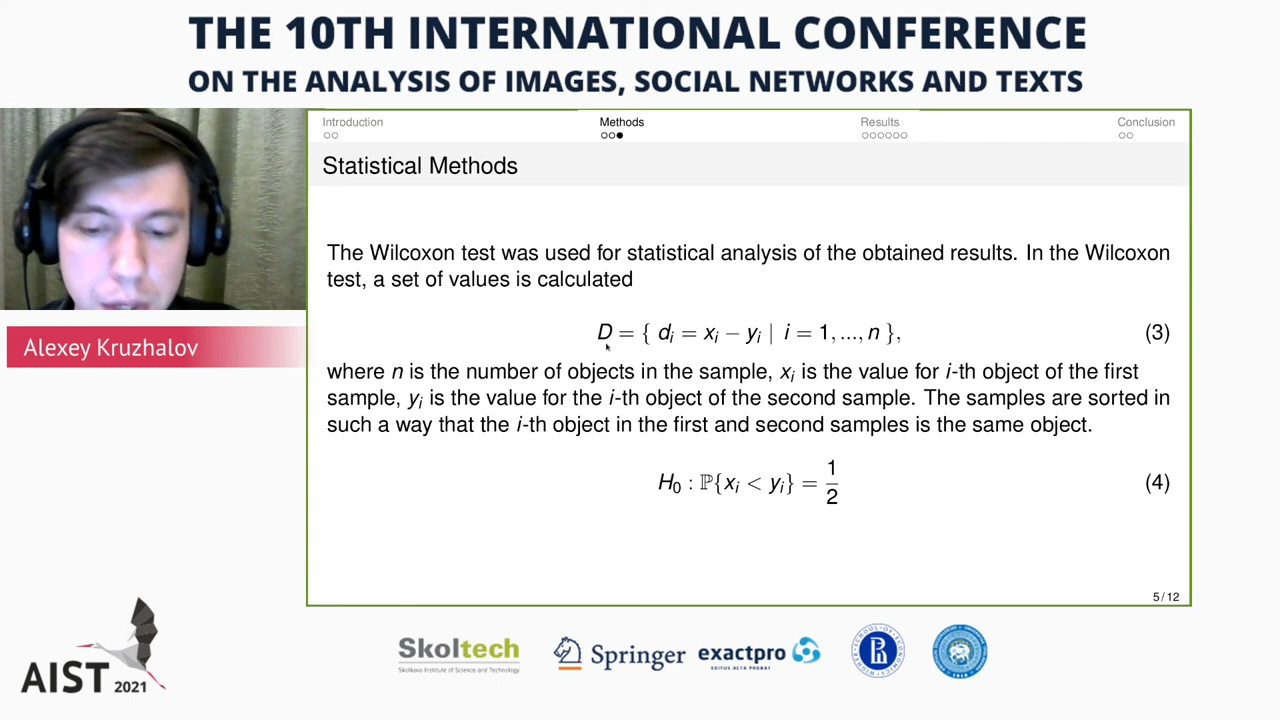 THE 10TH INTERNATIONAL CONFERENCE
ON THE ANALYSIS OF IMAGES, SOCIAL NETWORKS AND TEXTS
Introduction
Methods
Results
Conclusion
Statistical Methods
The Wilcoxon test was used for statistical analysis of the obtained results. In the Wilcoxon
test, a set of values is calculated
D = { dᵢ = xᵢ − yᵢ | i = 1, ..., n }, (3)
where n is the number of objects in the sample, xᵢ is the value for i-th object of the first
sample, yᵢ is the value for the i-th object of the second sample. The samples are sorted in
such a way that the i-th object in the first and second samples is the same object.
H₀ : ℙ{xᵢ < yᵢ} = 1/2 (4)
5 / 12
Alexey Kruzhalov
AIST 2021
Skoltech
Skolkovo Institute of Science and Technology
Springer
exactpro
EXITUS ACTA PROBAT